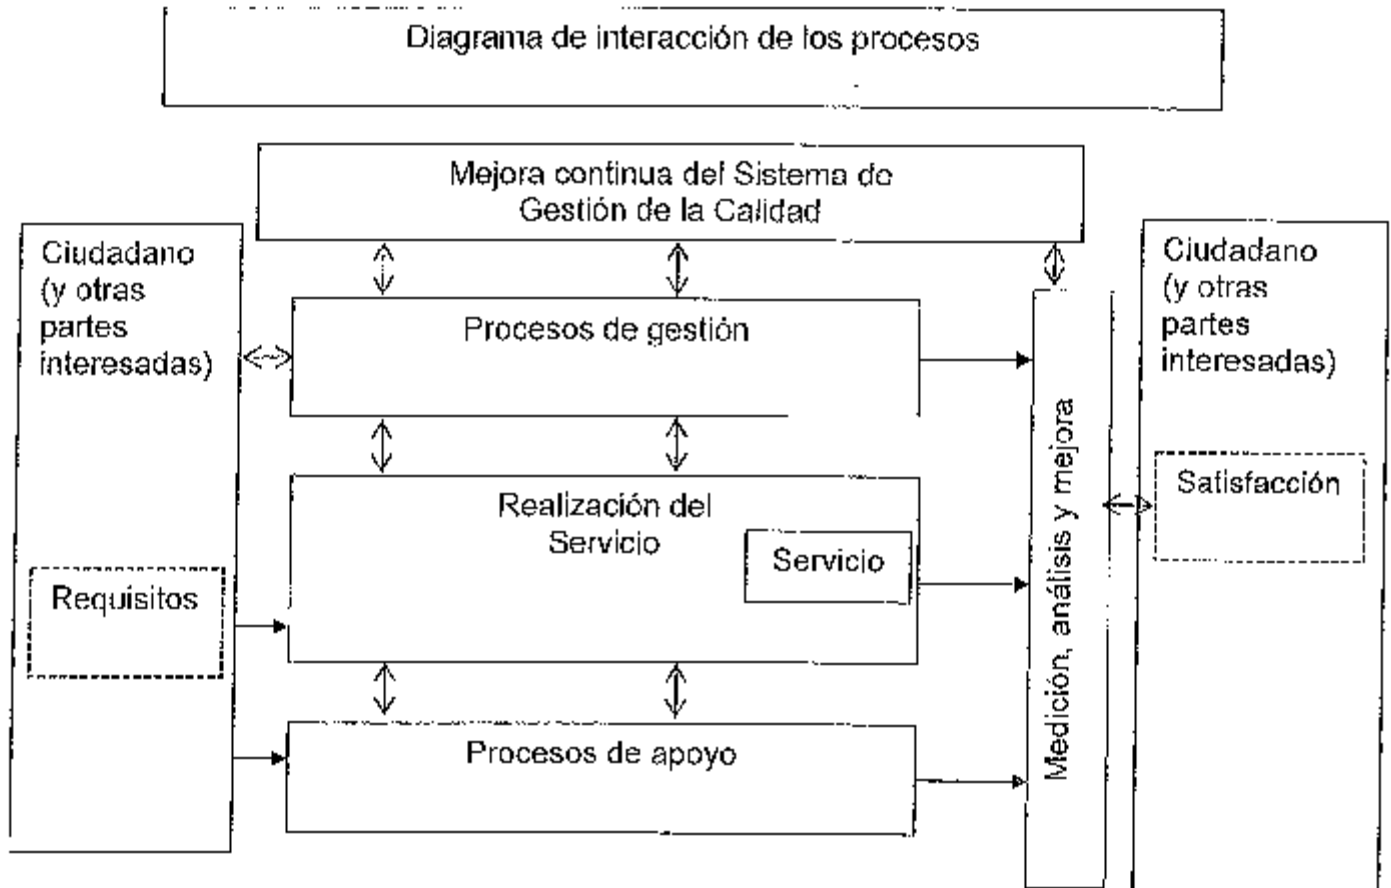 Diagrama de interacción de los procesos
Mejora continua del Sistema de
Gestión de la Calidad
Ciudadano
(y otras
partes
interesadas)
Requisitos
Procesos de gestión
Realización del
Servicio
Servicio
Procesos de apoyo
Medición, análisis y mejora
Ciudadano
(y otras
partes
interesadas)
Satisfacción